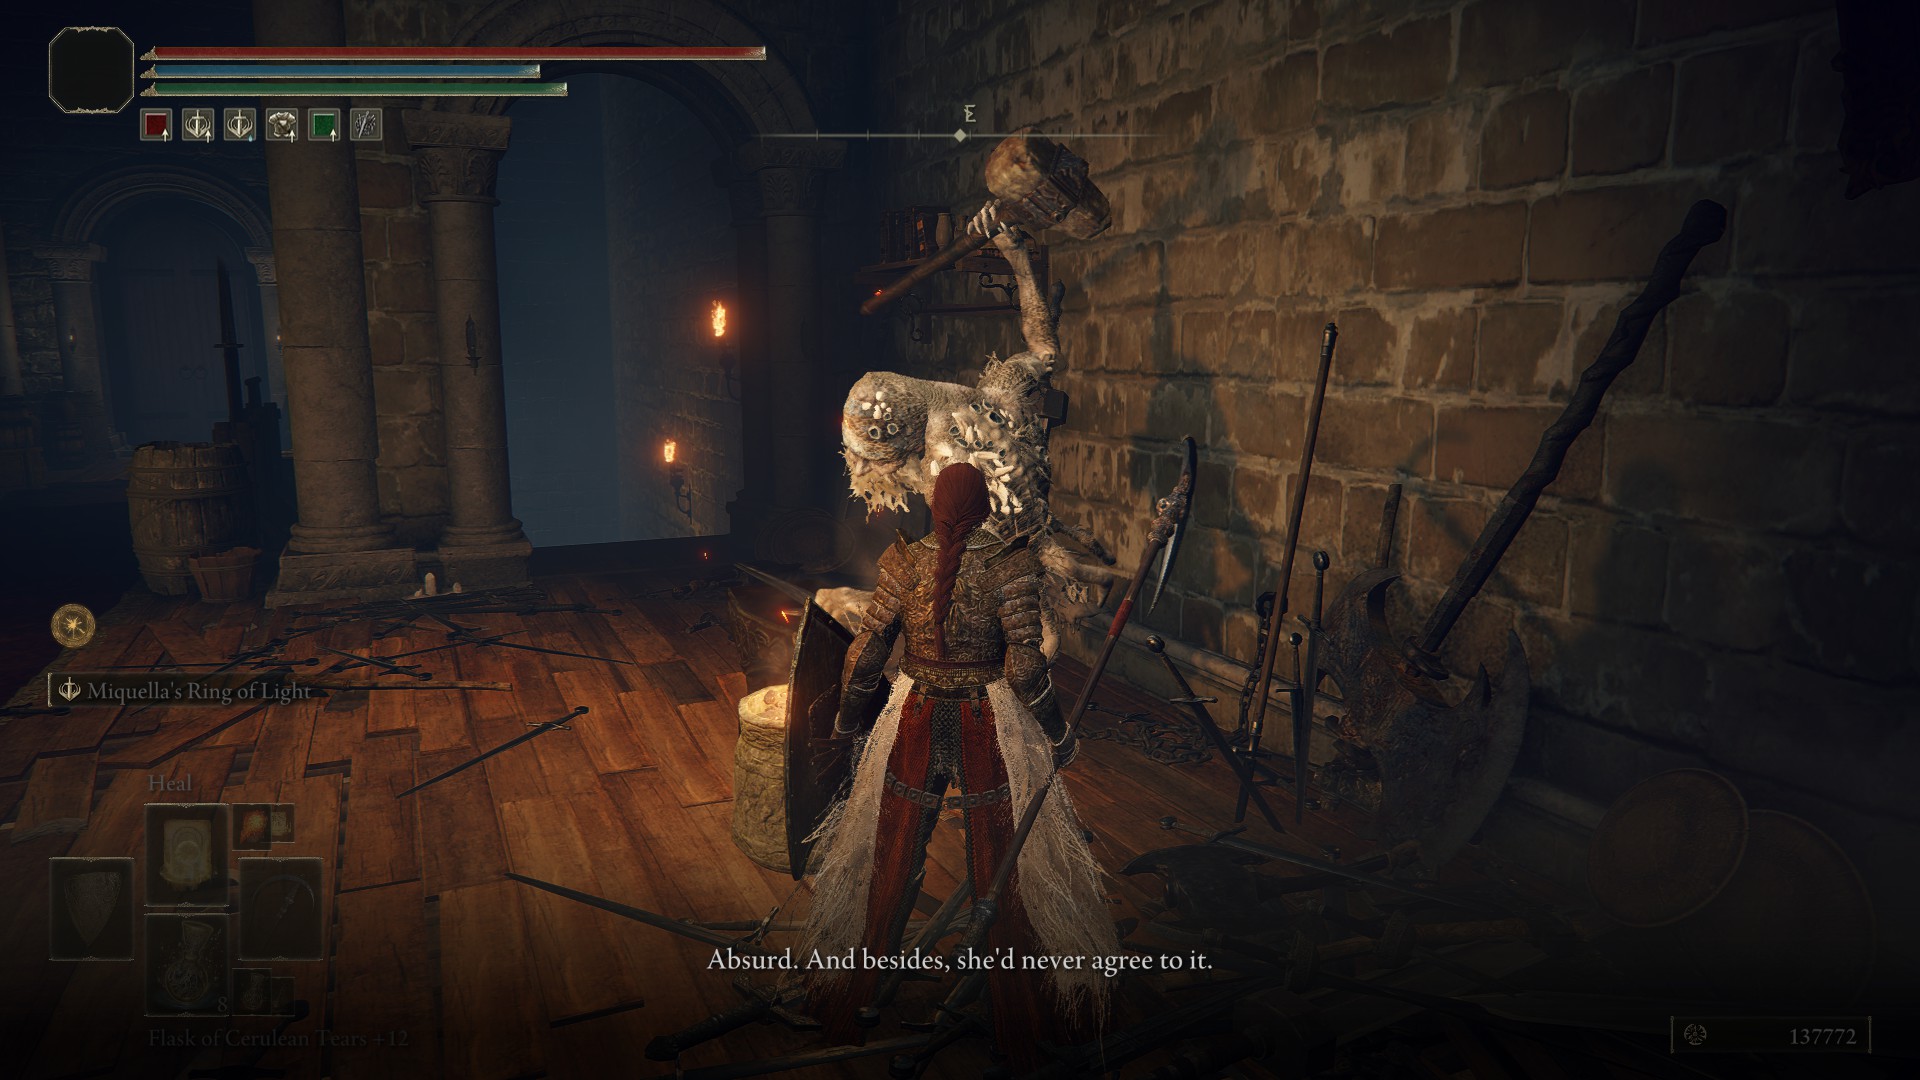 E
Miquella's Ring of Light
Heal
8
Flask of Cerulean Tears +12
Absurd. And besides, she'd never agree to it.
137772